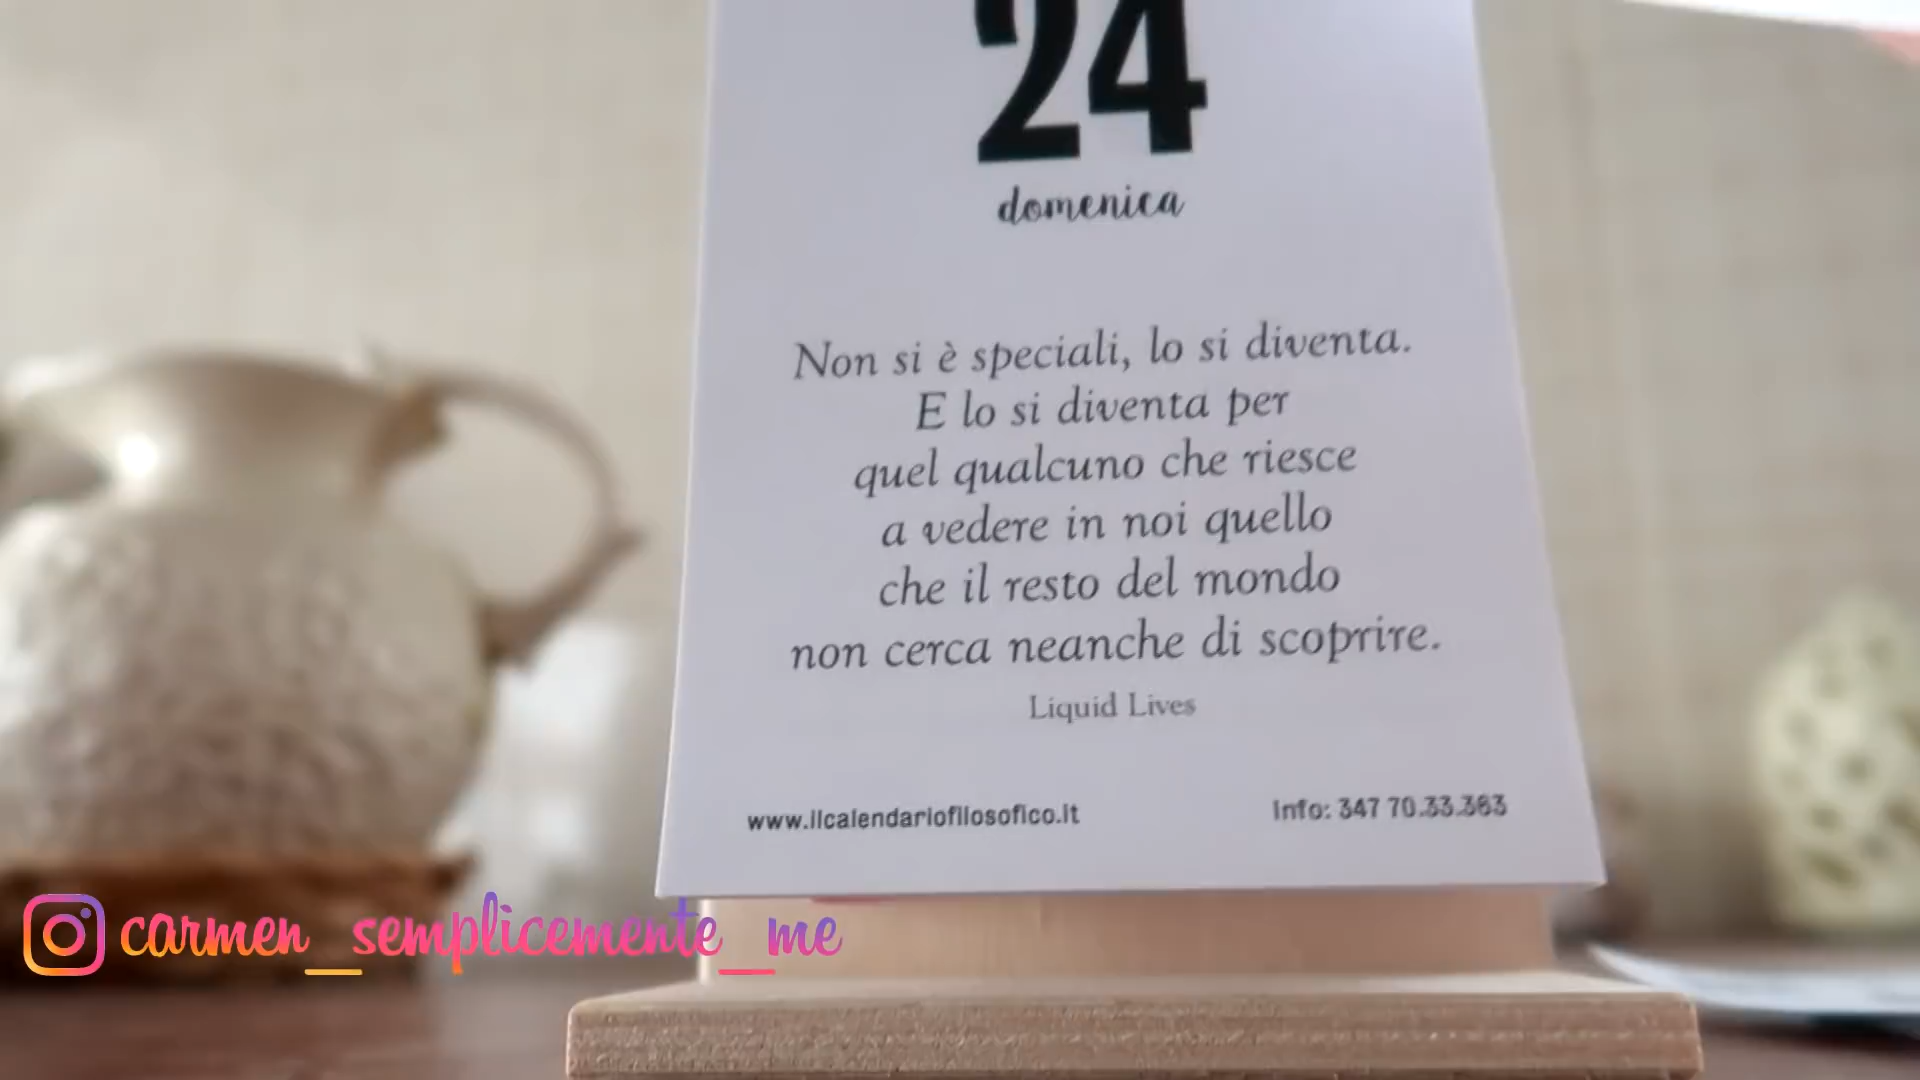 24
domenica
Non si è speciali, lo si diventa.
E lo si diventa per
quel qualcuno che riesce
a vedere in noi quello
che il resto del mondo
non cerca neanche di scoprire.
Liquid Lives
www.ilcalendariofilosofico.it
Info: 347 70.33.363
carmen_semplicemente_me